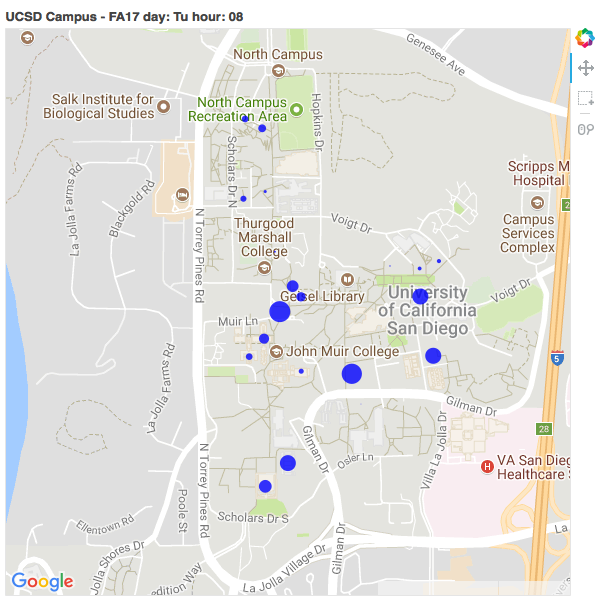 UCSD Campus - FA17 day: Tu hour: 08
Genesee Ave
North Campus
Salk Institute for
Biological Studies
North Campus
Recreation Area
Hopkins Dr
Scholars Dr N
Scripps M
Hospital
La Jolla Farms Rd
Blackgold Rd
N Torrey Pines Rd
Voigt Dr
Campus
Services
Complex
Thurgood
Marshall
College
Geisel Library
University
of California
San Diego
Voigt Dr
Muir Ln
John Muir College
La Jolla Farms Rd
5
Gilman Dr
Gilman Dr
Villa La Jolla Dr
28
Osler Ln
N Torrey Pines Rd
VA San Dieg
Healthcare
H
Poole St
Ellentown Rd
Scholars Dr S
Gilman Dr
La
La Jolla Shores Dr
La Jolla Village Dr
edition Way
Google